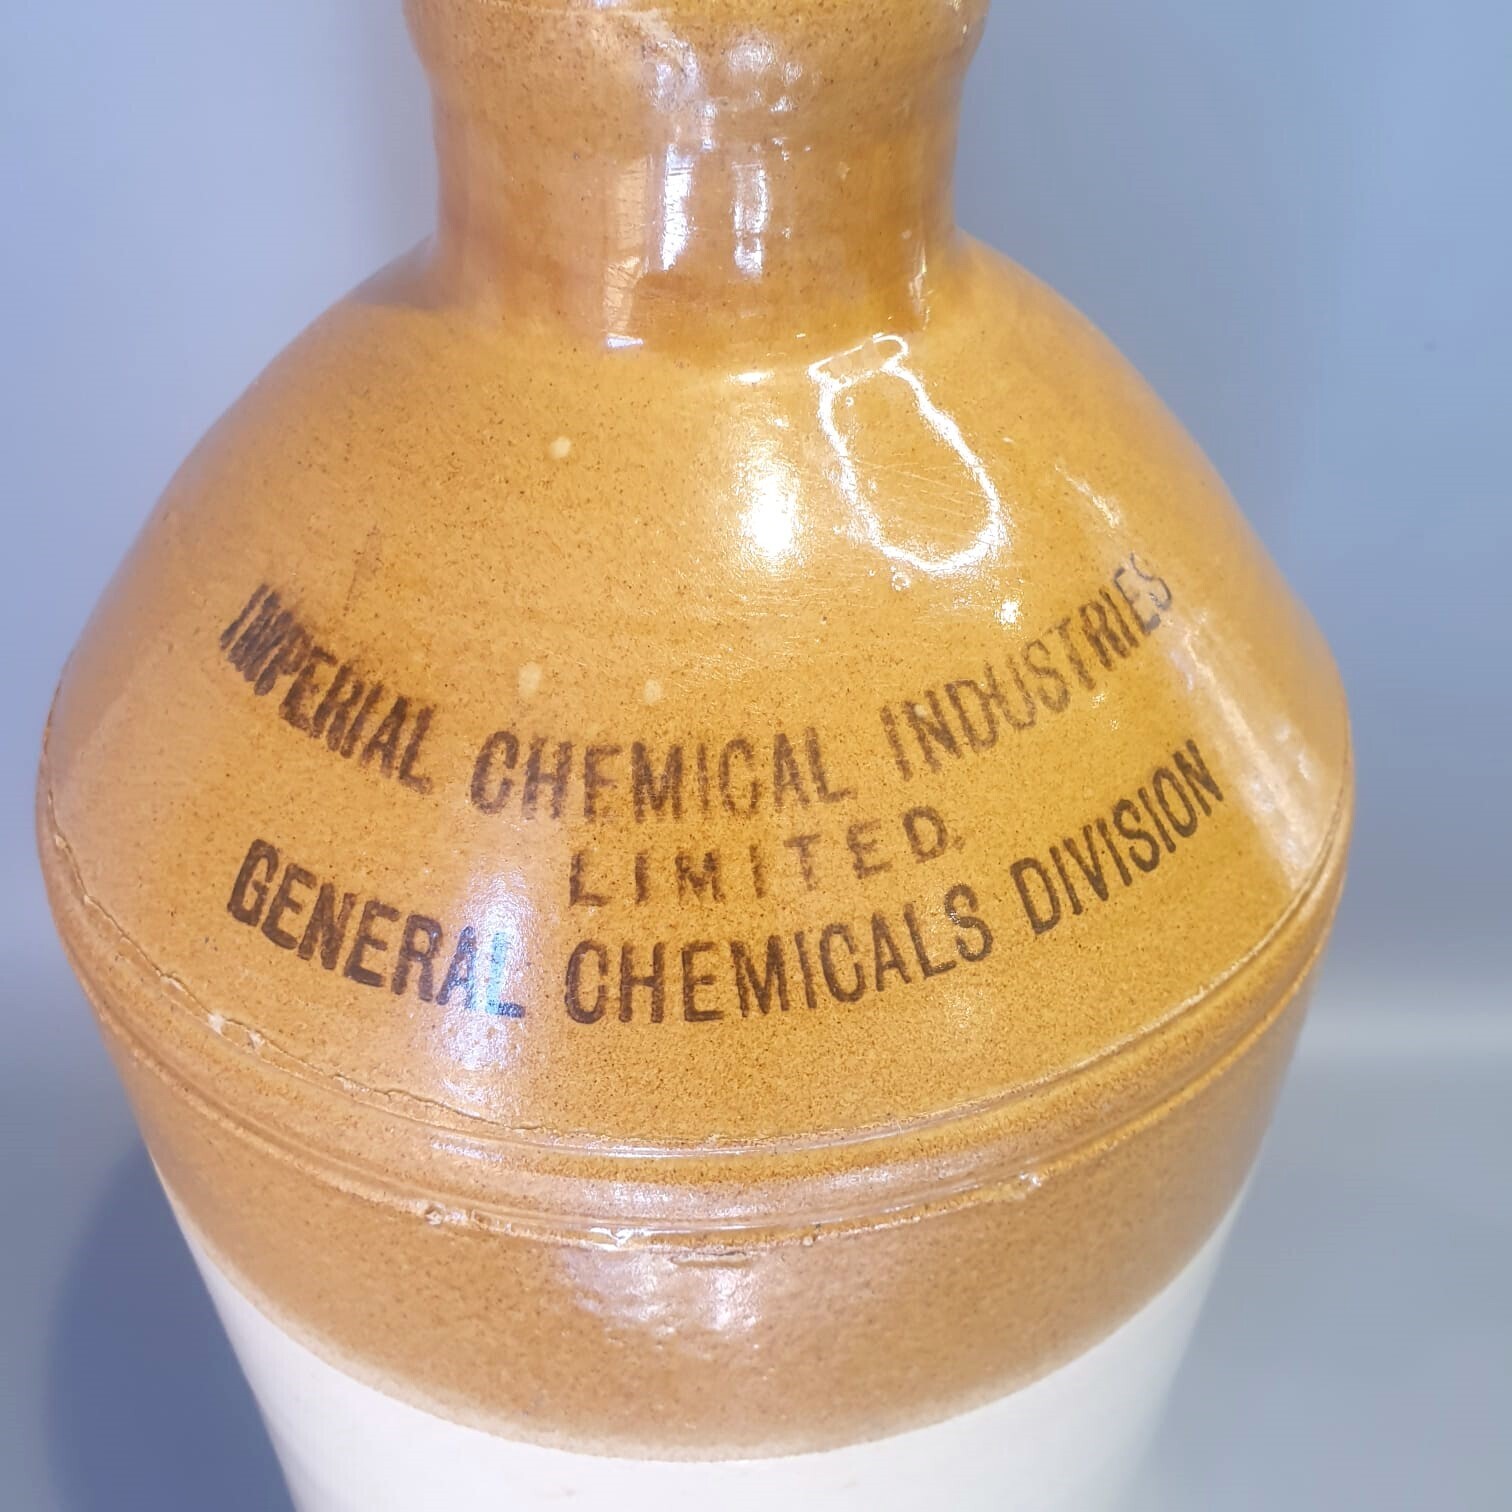 IMPERIAL CHEMICAL INDUSTRIES
LIMITED.
GENERAL CHEMICALS DIVISION